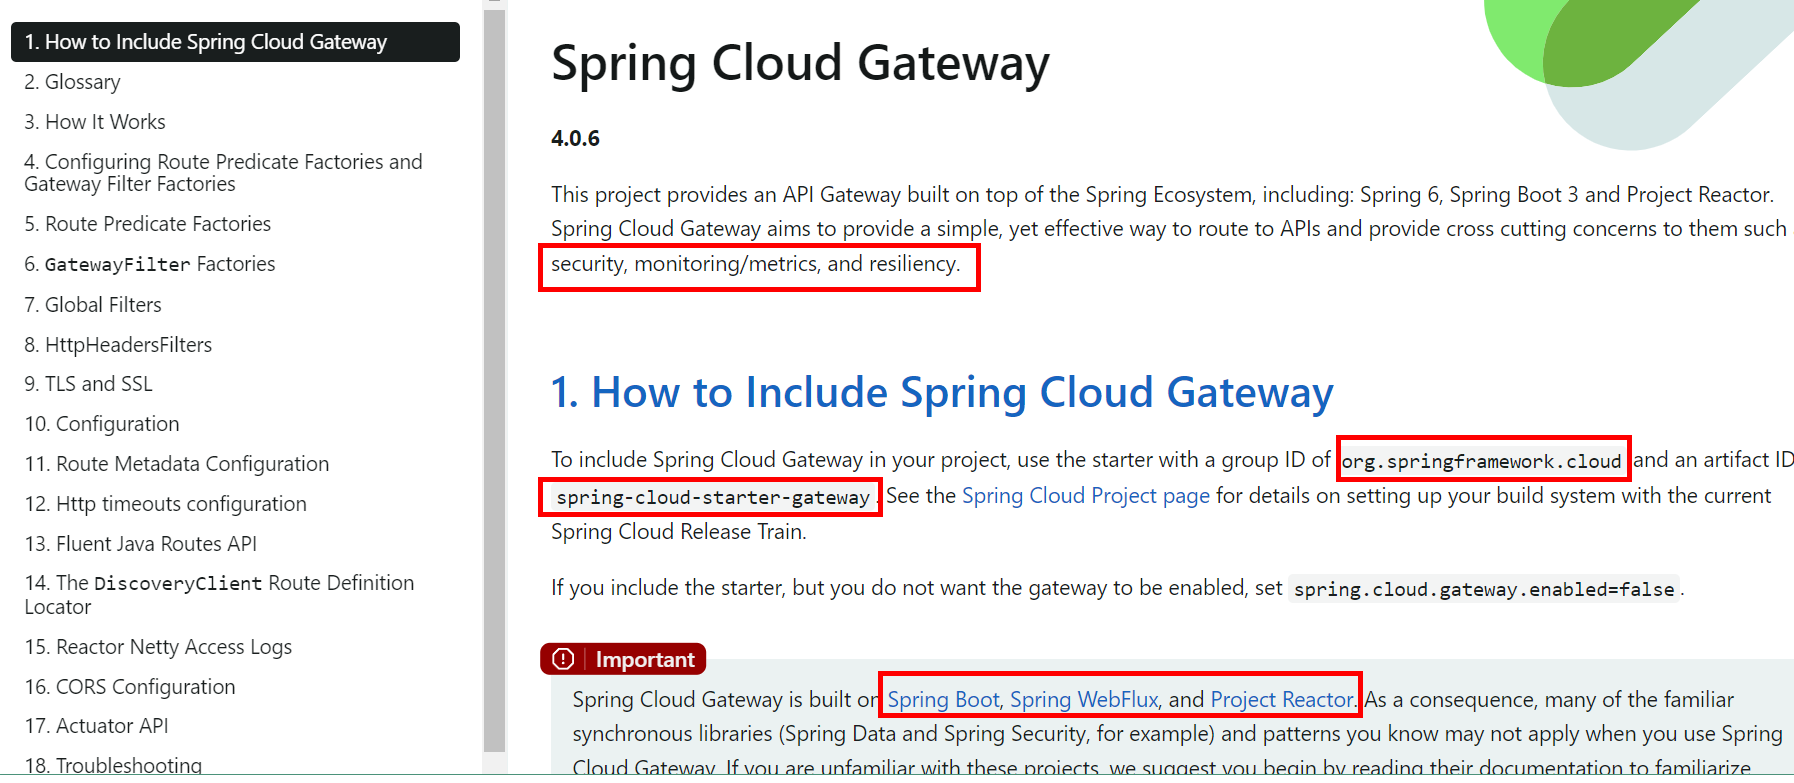 1. How to Include Spring Cloud Gateway
2. Glossary
3. How It Works
4. Configuring Route Predicate Factories and
Gateway Filter Factories
5. Route Predicate Factories
6. GatewayFilter Factories
7. Global Filters
8. HttpHeadersFilters
9. TLS and SSL
10. Configuration
11. Route Metadata Configuration
12. Http timeouts configuration
13. Fluent Java Routes API
14. The DiscoveryClient Route Definition
Locator
15. Reactor Netty Access Logs
16. CORS Configuration
17. Actuator API
18. Troubleshooting
Spring Cloud Gateway
4.0.6
This project provides an API Gateway built on top of the Spring Ecosystem, including: Spring 6, Spring Boot 3 and Project Reactor.
Spring Cloud Gateway aims to provide a simple, yet effective way to route to APIs and provide cross cutting concerns to them such
security, monitoring/metrics, and resiliency.
1. How to Include Spring Cloud Gateway
To include Spring Cloud Gateway in your project, use the starter with a group ID of org.springframework.cloud and an artifact ID
spring-cloud-starter-gateway. See the Spring Cloud Project page for details on setting up your build system with the current
Spring Cloud Release Train.
If you include the starter, but you do not want the gateway to be enabled, set spring.cloud.gateway.enabled=false.
Important
Spring Cloud Gateway is built on Spring Boot, Spring WebFlux, and Project Reactor. As a consequence, many of the familiar
synchronous libraries (Spring Data and Spring Security, for example) and patterns you know may not apply when you use Spring
Cloud Gateway. If you are unfamiliar with these projects, we suggest you begin by reading their documentation to familiarize